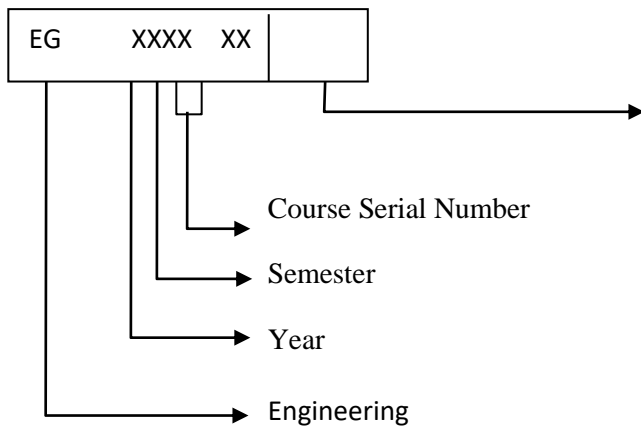 EG XXXX XX
Course Serial Number
Semester
Year
Engineering